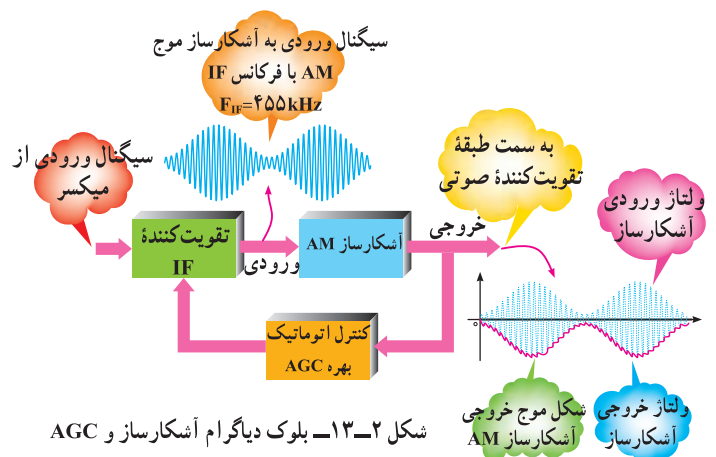 سیگنال ورودی به آشکارساز موج
AM با فرکانس IF
F_IF=۴۵۵kHz
سیگنال ورودی از
میکسر
به سمت طبقهٔ
تقویت‌کنندهٔ صوتی
ولتاژ ورودی
آشکارساز
تقویت‌کنندهٔ
IF
ورودی
آشکارساز AM
خروجی
کنترل اتوماتیک
بهره AGC
o
شکل موج خروجی
آشکارساز AM
ولتاژ خروجی
آشکارساز
شکل ۲ــ۱۳ــ بلوک دیاگرام آشکارساز و AGC